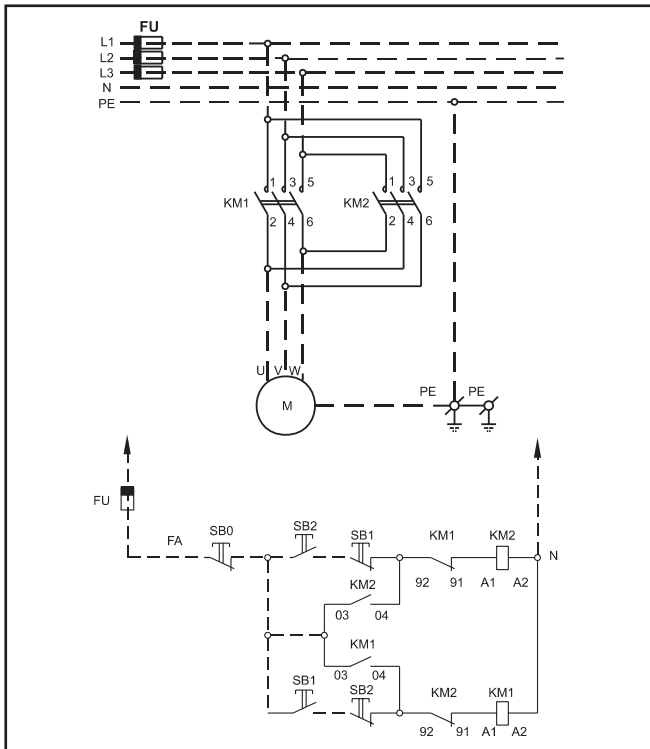 FU
L1
L2
L3
N
PE
1 3 5 1 3 5
KM1 KM2
2 4 6 2 4 6
U V W
M PE PE
FU
FA SB0 SB2 SB1 KM1 KM2 N
92 91 A1 A2
KM2
03 04
KM1
03 04
SB1 SB2 KM2 KM1
92 91 A1 A2